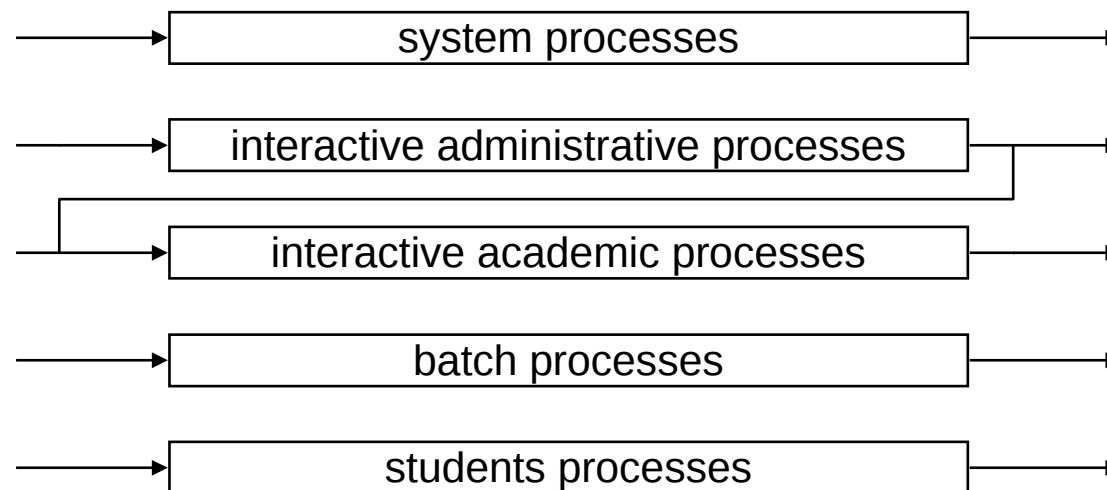 system processes
interactive administrative processes
interactive academic processes
batch processes
students processes